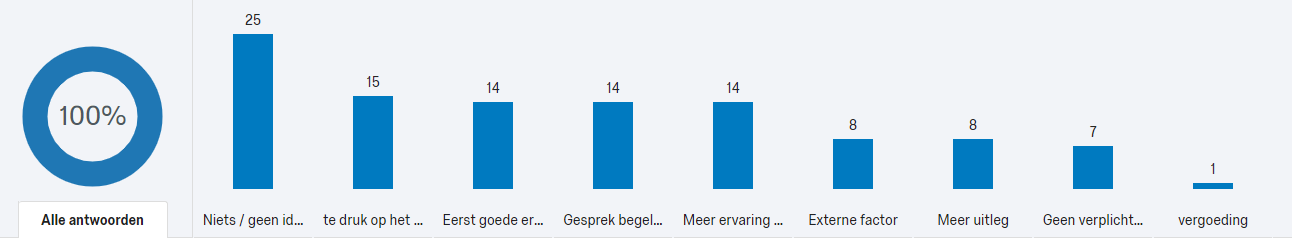 25
15
14
14
14
8
8
7
1
100%
Alle antwoorden
Niets / geen id...
te druk op het ...
Eerst goede er...
Gesprek begel...
Meer ervaring ...
Externe factor
Meer uitleg
Geen verplicht...
vergoeding